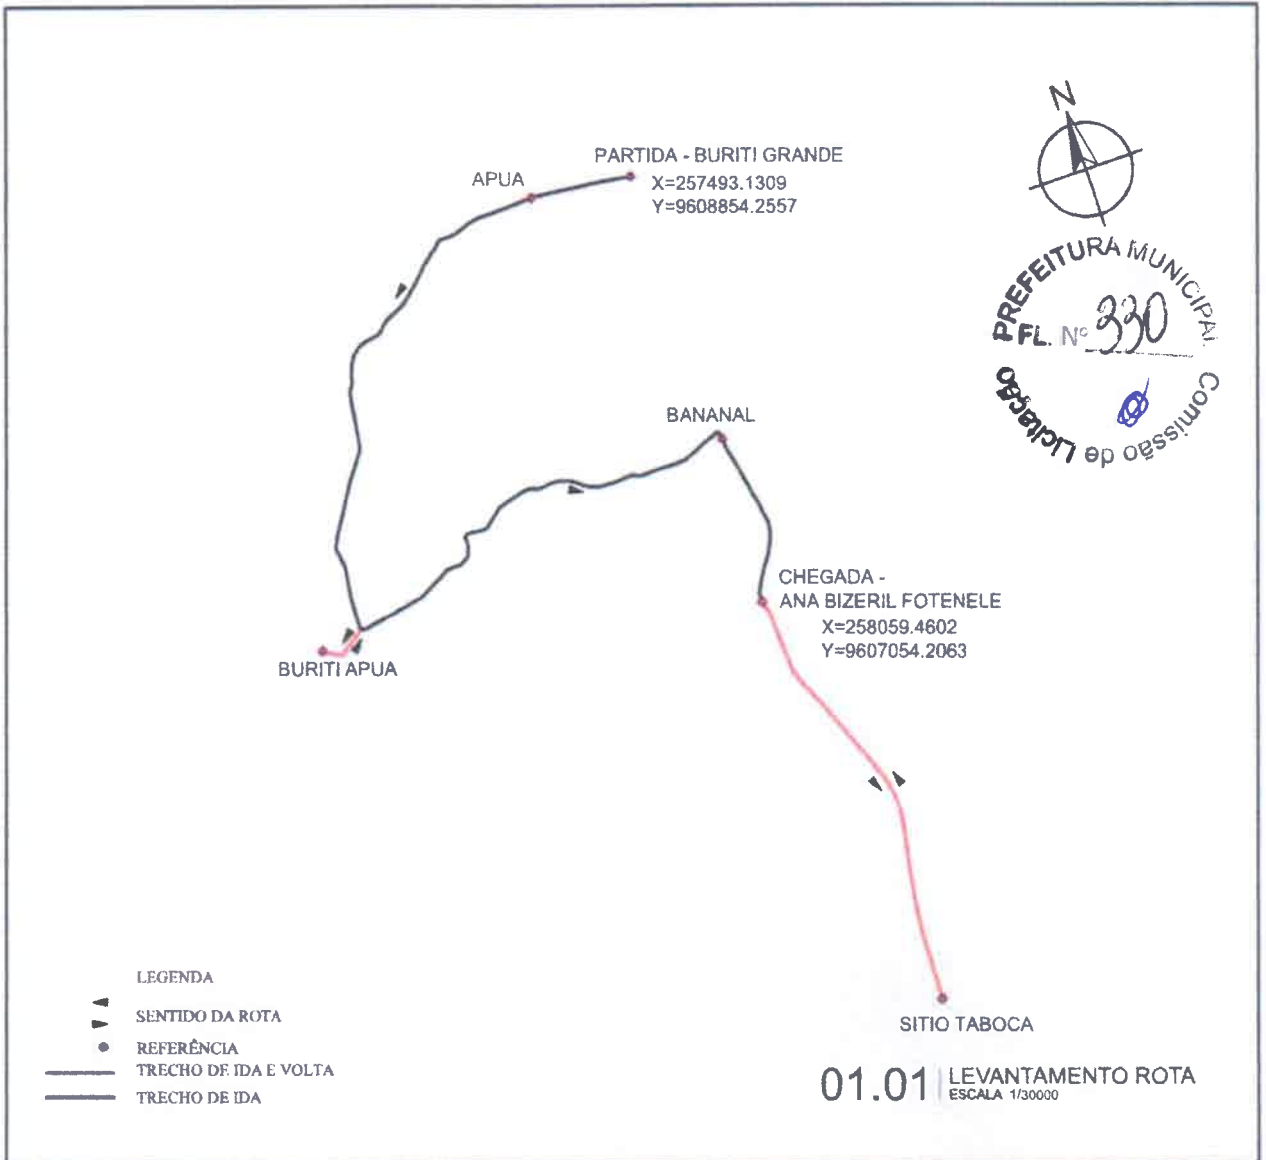 N
PARTIDA - BURITI GRANDE
APUA
X=257493.1309
Y=9608854.2557
PREFEITURA MUNICIPAL
FL. Nº 330
Comissão de Licitação
BANANAL
CHEGADA -
ANA BIZERIL FOTENELE
X=258059.4602
Y=9607054.2063
BURITI APUA
SITIO TABOCA
LEGENDA
SENTIDO DA ROTA
REFERÊNCIA
TRECHO DE IDA E VOLTA
TRECHO DE IDA
01.01 LEVANTAMENTO ROTA
ESCALA 1/30000